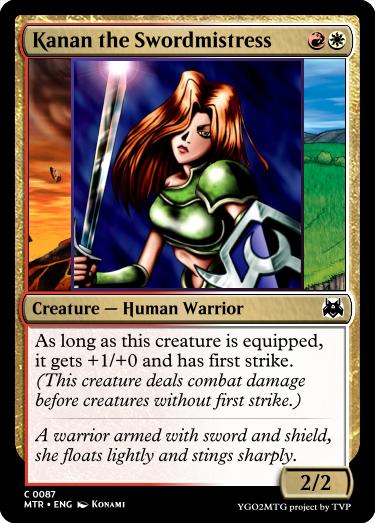 Kanan the Swordmistress
Creature — Human Warrior
As long as this creature is equipped,
it gets +1/+0 and has first strike.
(This creature deals combat damage
before creatures without first strike.)
A warrior armed with sword and shield,
she floats lightly and stings sharply.
2/2
C 0087
MTR • ENG Konami
YGO2MTG project by TVP